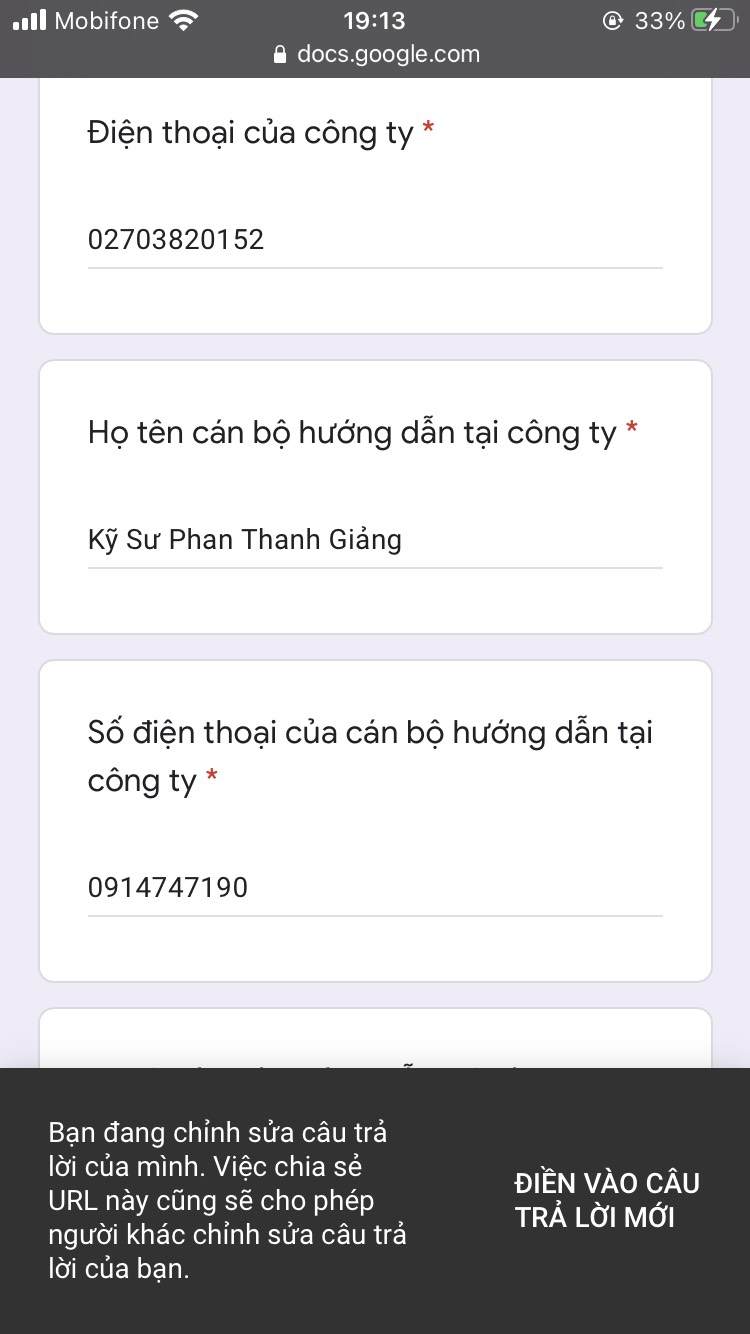 Mobifone 19:13 33%
docs.google.com
Điện thoại của công ty *
02703820152
Họ tên cán bộ hướng dẫn tại công ty *
Kỹ Sư Phan Thanh Giảng
Số điện thoại của cán bộ hướng dẫn tại
công ty *
0914747190
Bạn đang chỉnh sửa câu trả
lời của mình. Việc chia sẻ
URL này cũng sẽ cho phép
người khác chỉnh sửa câu trả
lời của bạn.
ĐIỀN VÀO CÂU
TRẢ LỜI MỚI